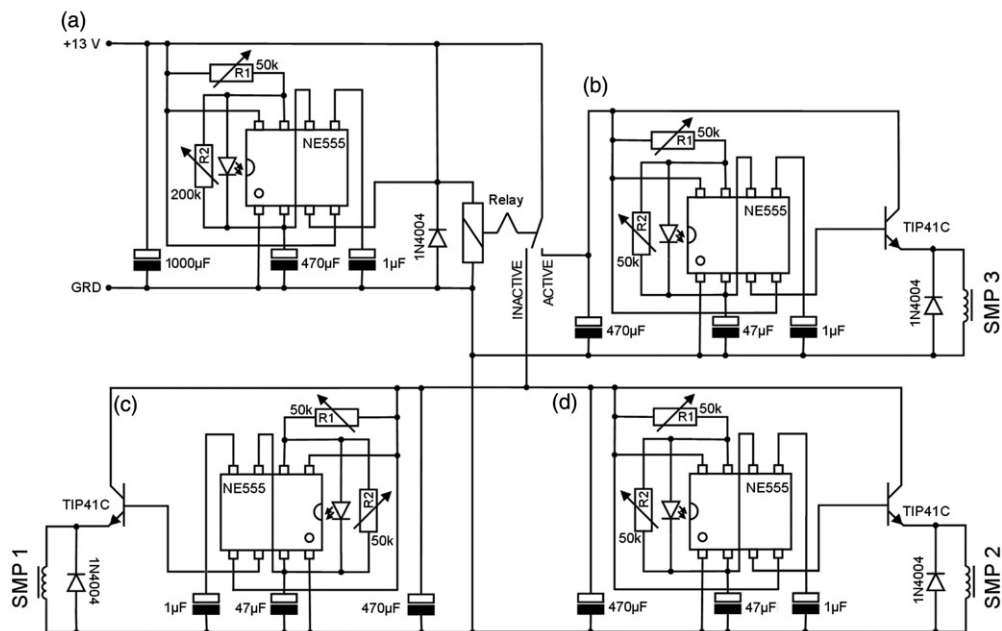 (a)
+13 V
50k
R1
NE555
R2
200k
1000µF
470µF
1µF
GRD
1N4004
Relay
INACTIVE
ACTIVE
(b)
50k
R1
NE555
R2
50k
TIP41C
1N4004
SMP 3
470µF
47µF
1µF
(c)
50k
R1
NE555
R2
50k
TIP41C
1N4004
SMP 1
1µF
47µF
470µF
(d)
50k
R1
NE555
R2
50k
TIP41C
1N4004
SMP 2
470µF
47µF
1µF